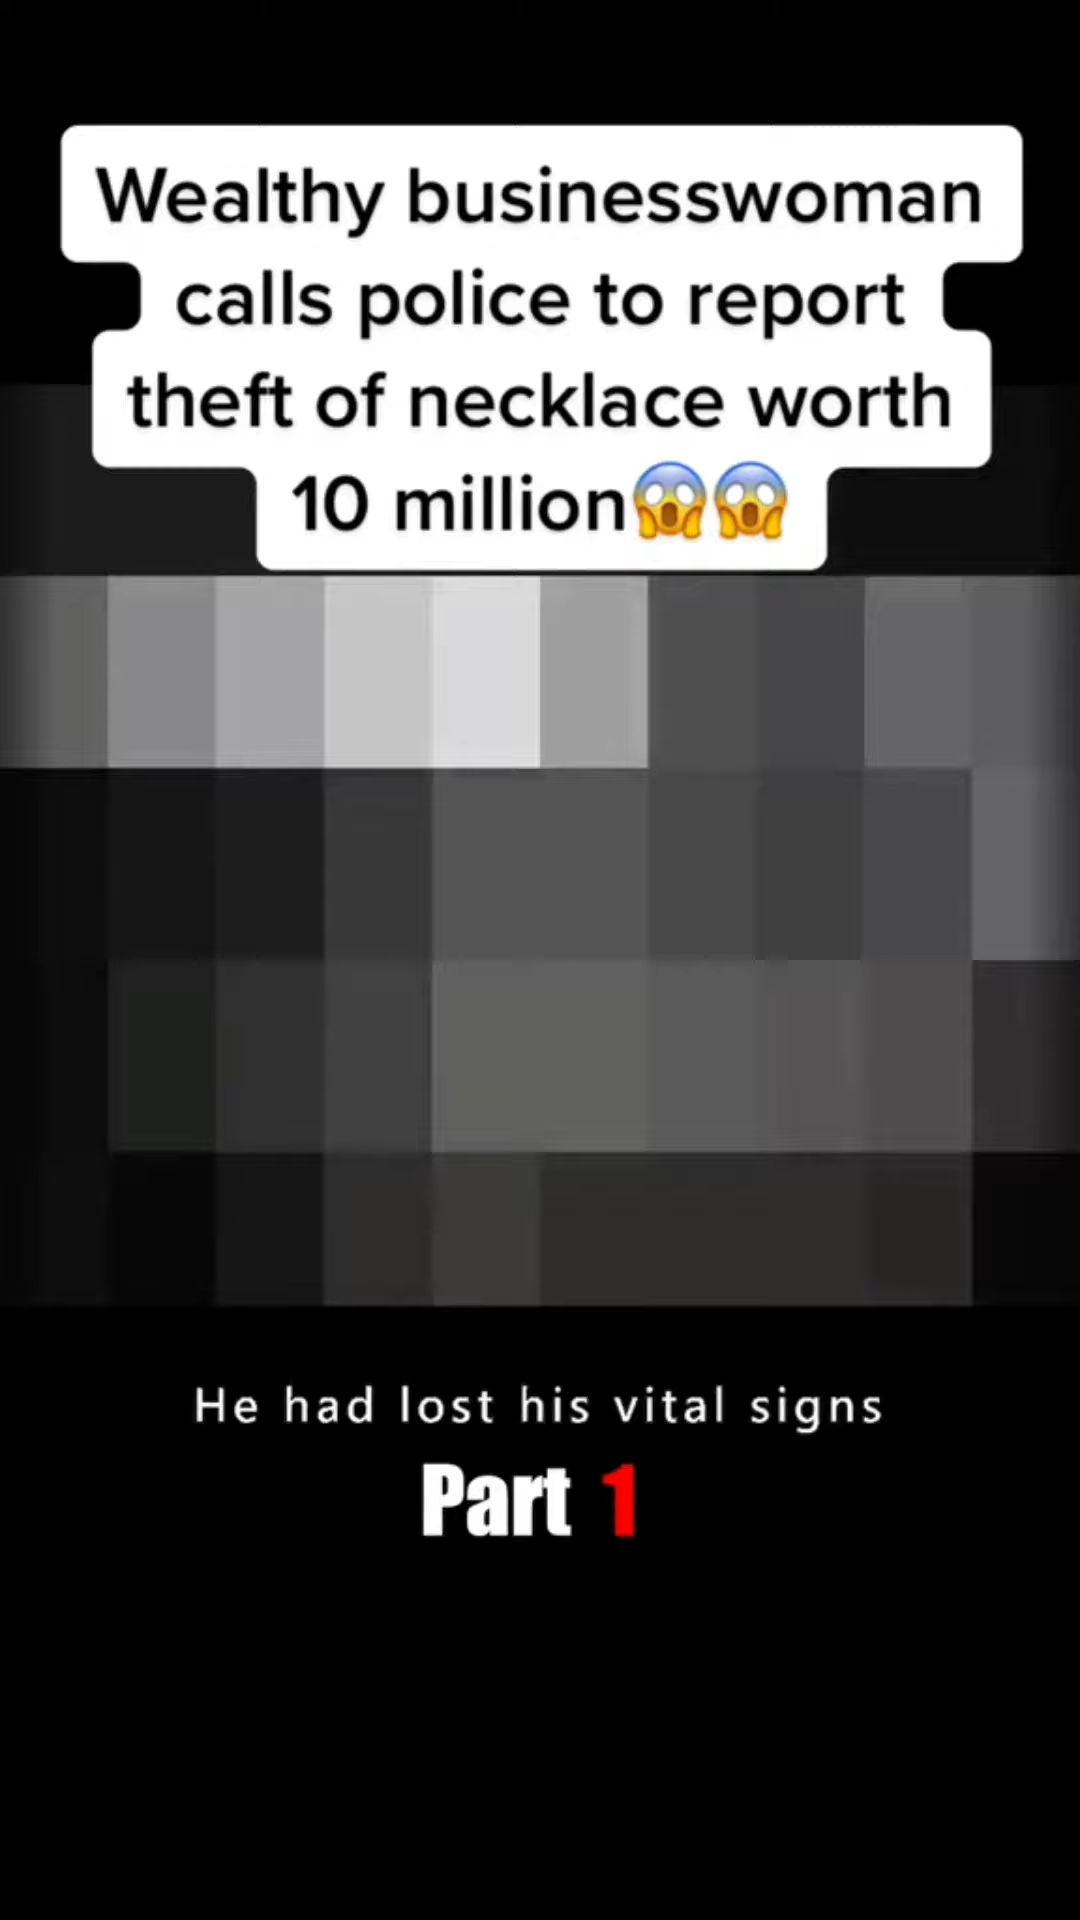 Wealthy businesswoman
calls police to report
theft of necklace worth
10 million😱😱
He had lost his vital signs
Part 1